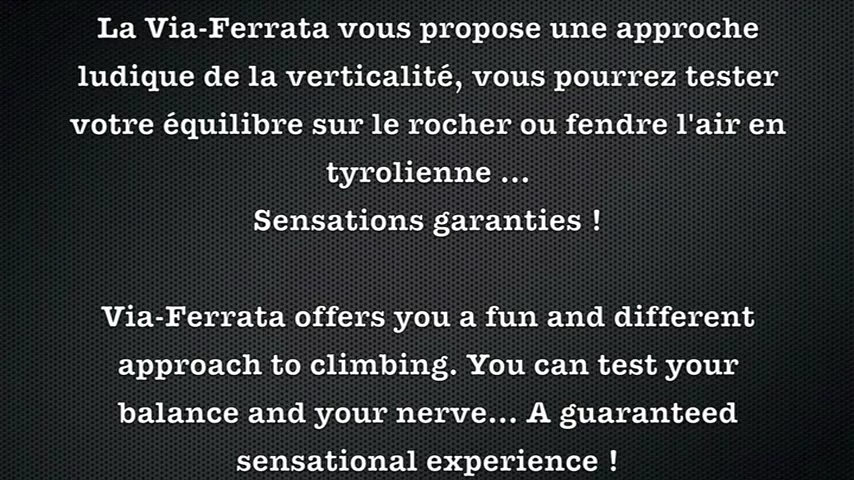 La Via-Ferrata vous propose une approche
ludique de la verticalité, vous pourrez tester
votre équilibre sur le rocher ou fendre l'air en
tyrolienne ...
Sensations garanties !
Via-Ferrata offers you a fun and different
approach to climbing. You can test your
balance and your nerve... A guaranteed
sensational experience !